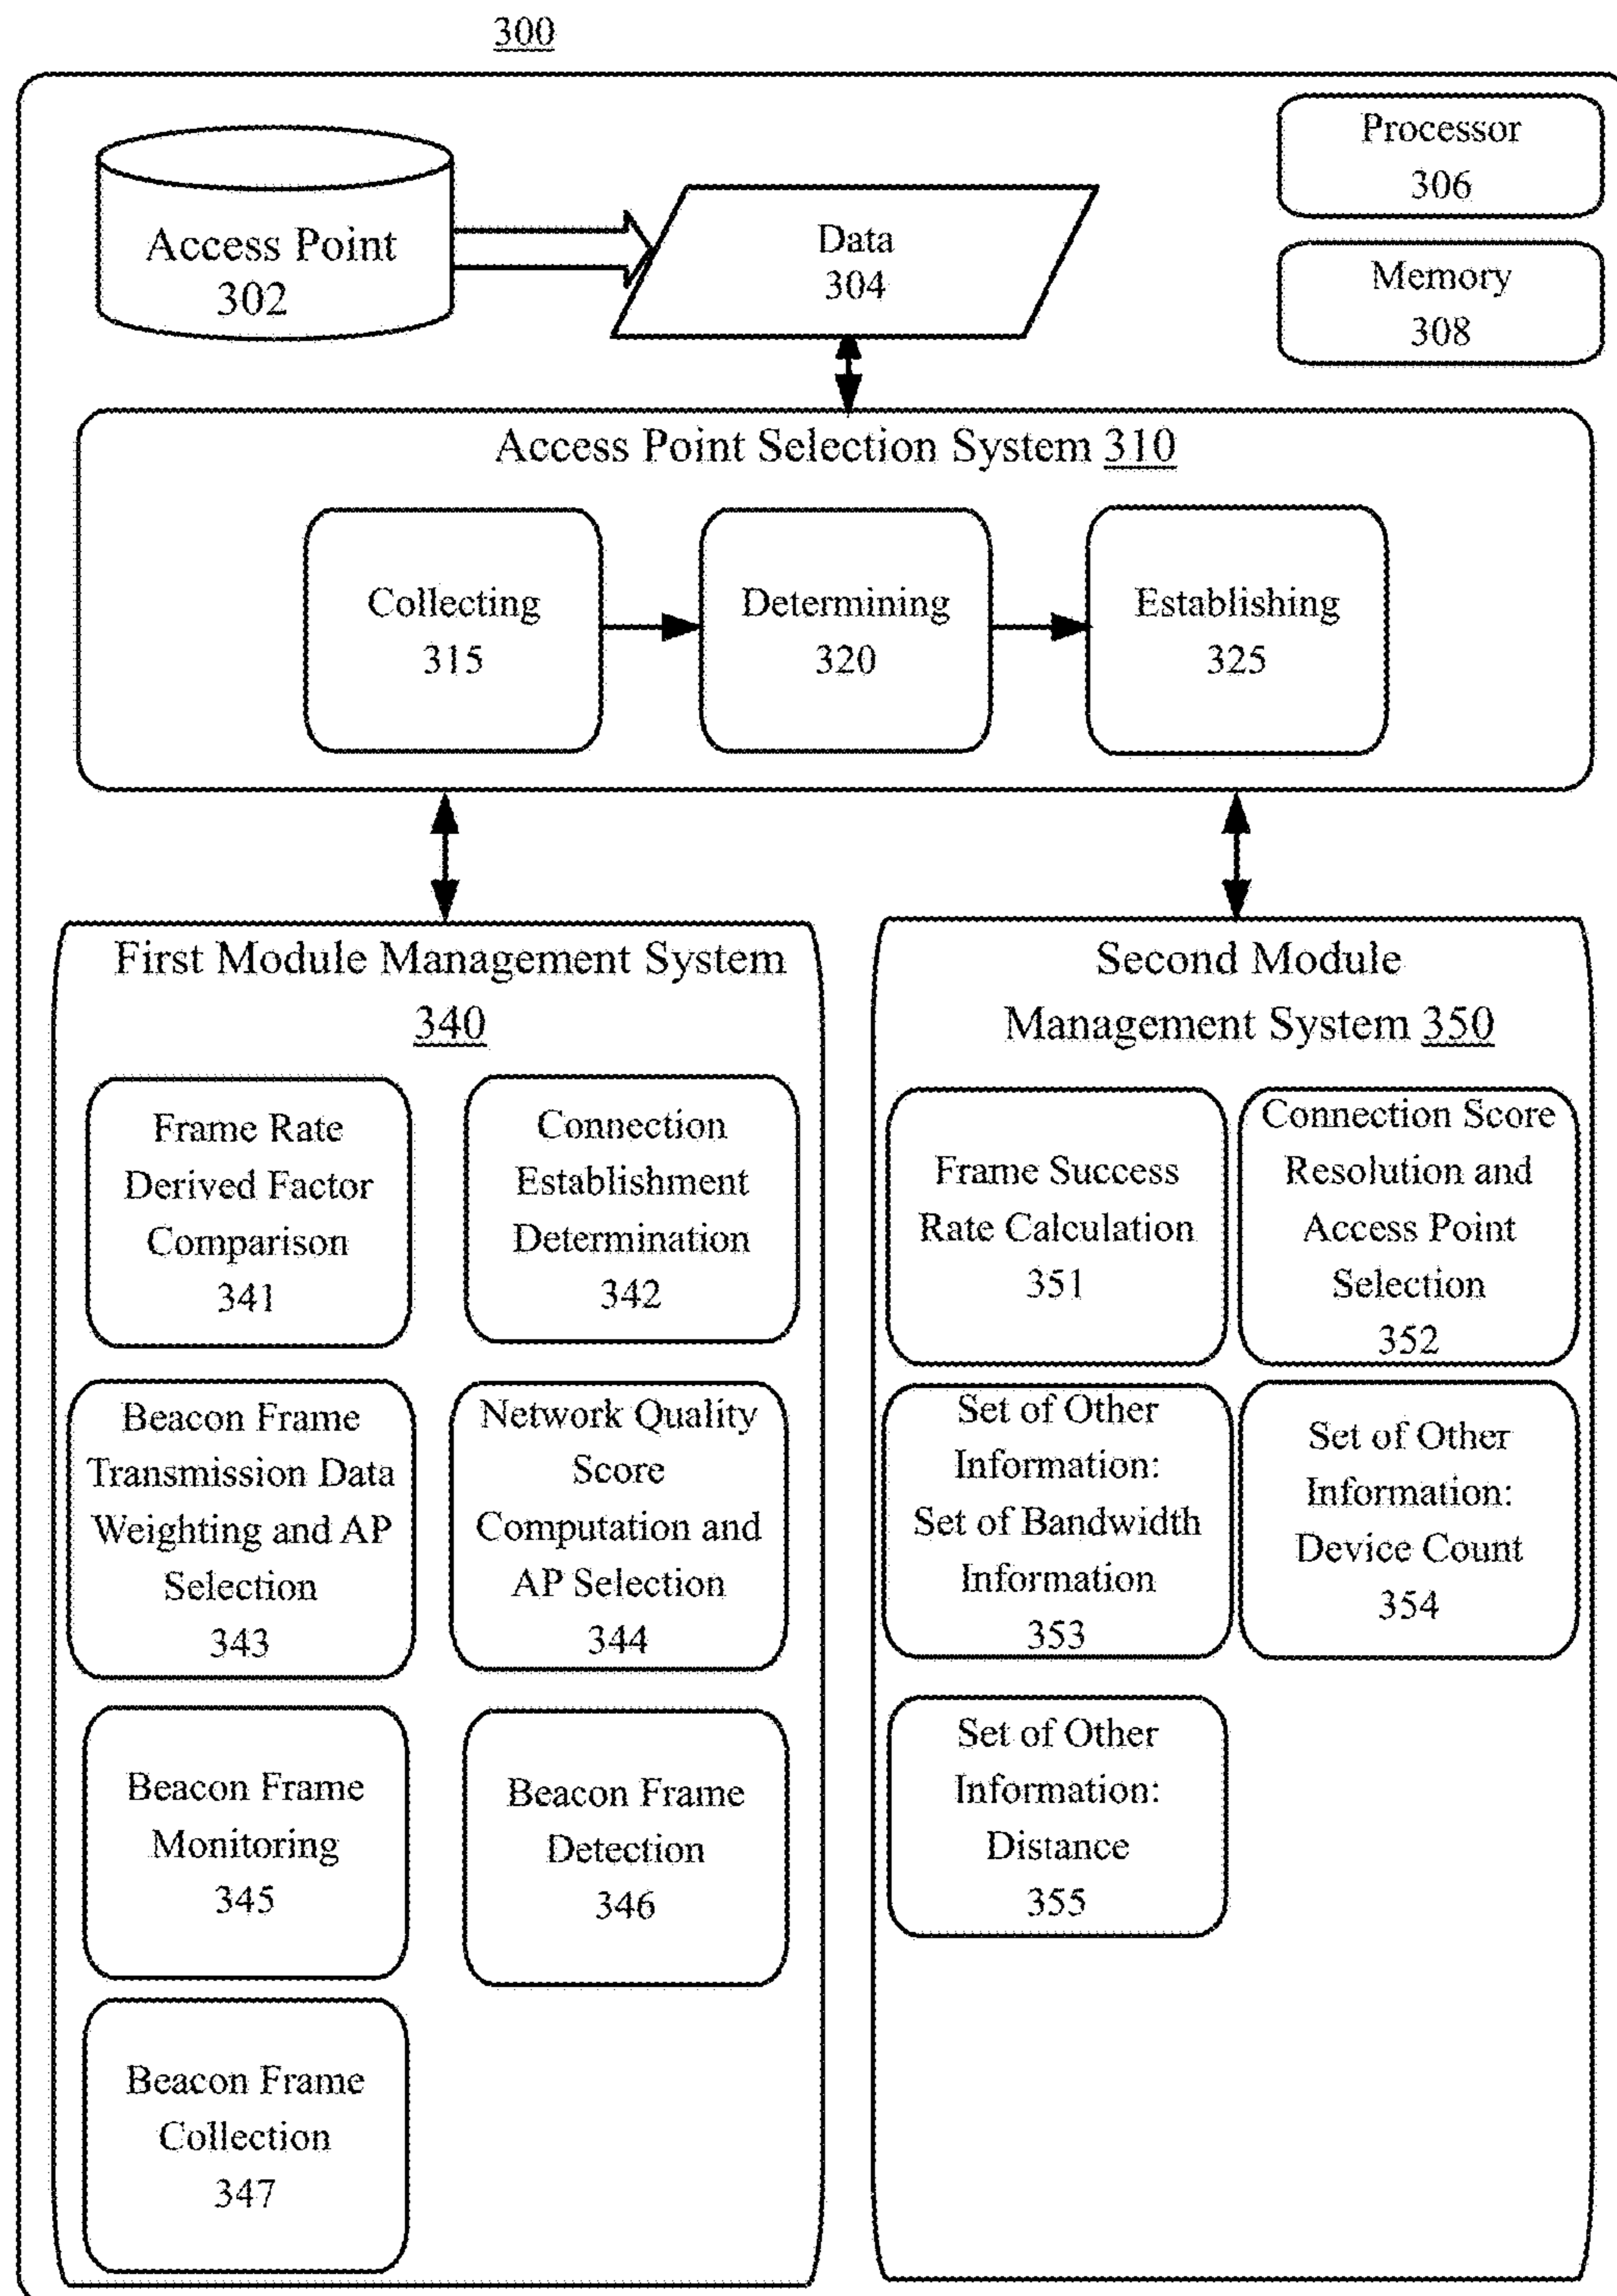 300
Access Point
302
Data
304
Processor
306
Memory
308
Access Point Selection System 310
Collecting
315
Determining
320
Establishing
325
First Module Management System
340
Frame Rate
Derived Factor
Comparison
341
Connection
Establishment
Determination
342
Beacon Frame
Transmission Data
Weighting and AP
Selection
343
Network Quality
Score
Computation and
AP Selection
344
Beacon Frame
Monitoring
345
Beacon Frame
Detection
346
Beacon Frame
Collection
347
Second Module
Management System 350
Frame Success
Rate Calculation
351
Connection Score
Resolution and
Access Point
Selection
352
Set of Other
Information:
Set of Bandwidth
Information
353
Set of Other
Information:
Device Count
354
Set of Other
Information:
Distance
355